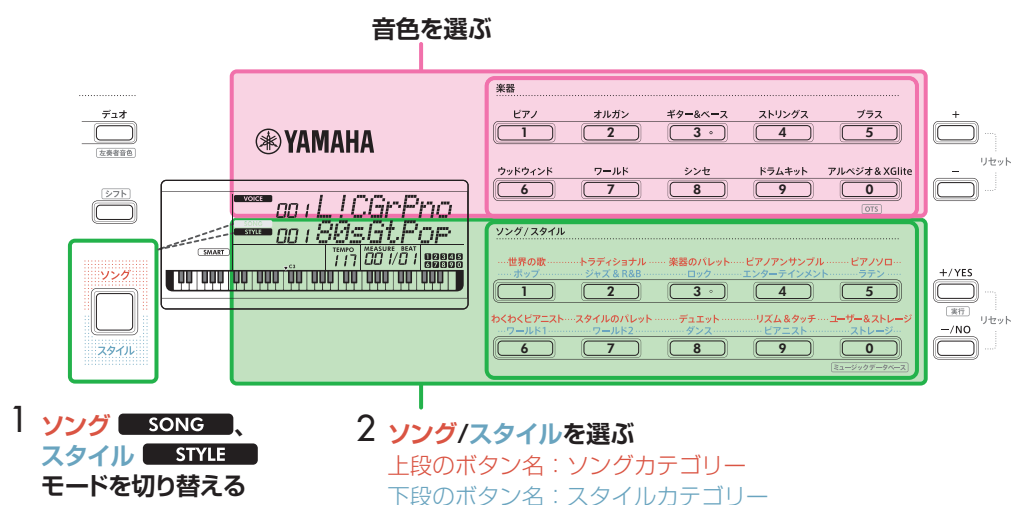 音色を選ぶ
楽器
デュオ
左奏者音色
シフト
YAMAHA
ピアノ オルガン ギター&ベース ストリングス ブラス
1 2 3 4 5
ウッドウィンド ワールド シンセ ドラムキット アルペジオ & XGlite
6 7 8 9 0
OTS
+
リセット
−
VOICE 001 L!CGrPno
STYLE 001 80sGt.Pop
SMART
TEMPO MEASURE BEAT
117 001/01 1 2 3 4 5
6 7 8 9 0
C3
ソング
スタイル
ソング/スタイル
世界の歌 トラディショナル 楽器のパレット ピアノアンサンブル ピアノソロ
ポップ ジャズ & R&B ロック エンターテインメント ラテン
1 2 3 4 5
わくわくピアニスト スタイルのパレット デュエット リズム & タッチ ユーザー & ストレージ
ワールド1 ワールド2 ダンス ピアニスト ストレージ
6 7 8 9 0
ミュージックデータベース
+/YES
実行
リセット
−/NO
1 ソング SONG 、
スタイル STYLE
モードを切り替える
2 ソング/スタイルを選ぶ
上段のボタン名：ソングカテゴリー
下段のボタン名：スタイルカテゴリー